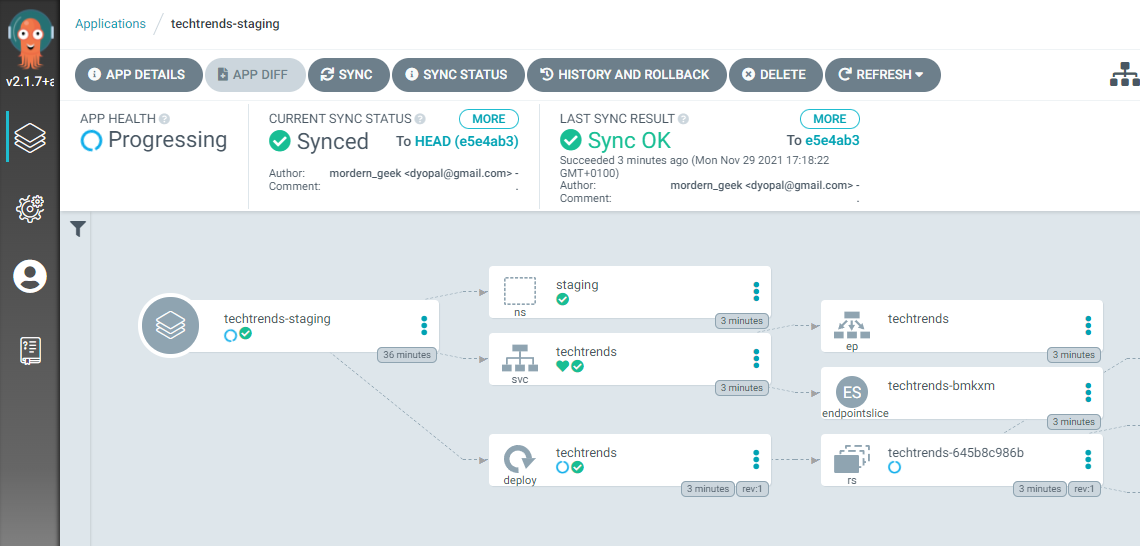 Applications / techtrends-staging
v2.1.7+a
APP DETAILS
APP DIFF
SYNC
SYNC STATUS
HISTORY AND ROLLBACK
DELETE
REFRESH
APP HEALTH
Progressing
CURRENT SYNC STATUS
MORE
Synced
To HEAD (e5e4ab3)
Author: mordern_geek <dyopal@gmail.com> -
Comment: .
LAST SYNC RESULT
MORE
Sync OK
To e5e4ab3
Succeeded 3 minutes ago (Mon Nov 29 2021 17:18:22
GMT+0100)
Author: mordern_geek <dyopal@gmail.com> -
Comment: .
techtrends-staging
36 minutes
staging
ns
3 minutes
techtrends
svc
3 minutes
techtrends
deploy
3 minutes
rev:1
techtrends
ep
3 minutes
ES
techtrends-bmkxm
endpointslice
3 minutes
techtrends-645b8c986b
rs
3 minutes
rev:1